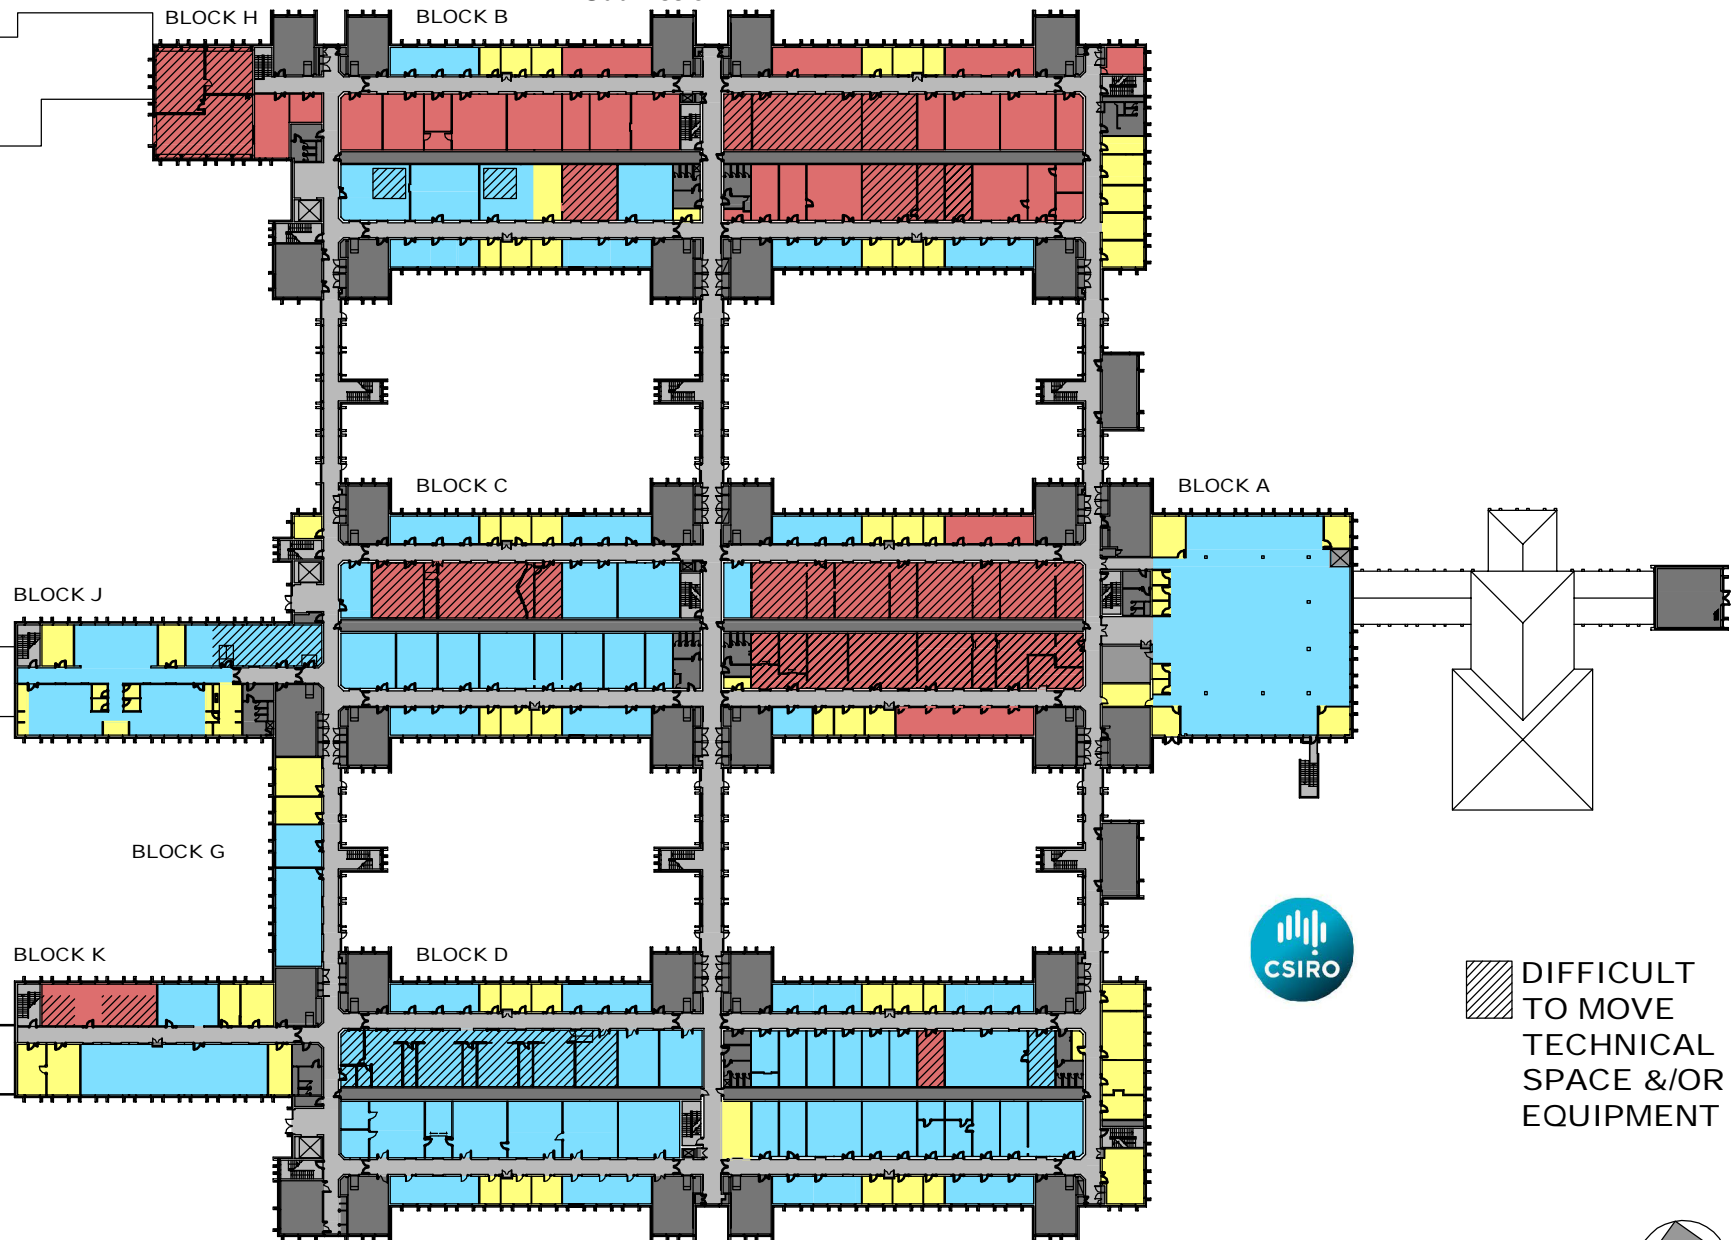 BLOCK H
BLOCK B
BLOCK C
BLOCK A
BLOCK J
BLOCK G
BLOCK K
BLOCK D
CSIRO
DIFFICULT
TO MOVE
TECHNICAL
SPACE &/OR
EQUIPMENT